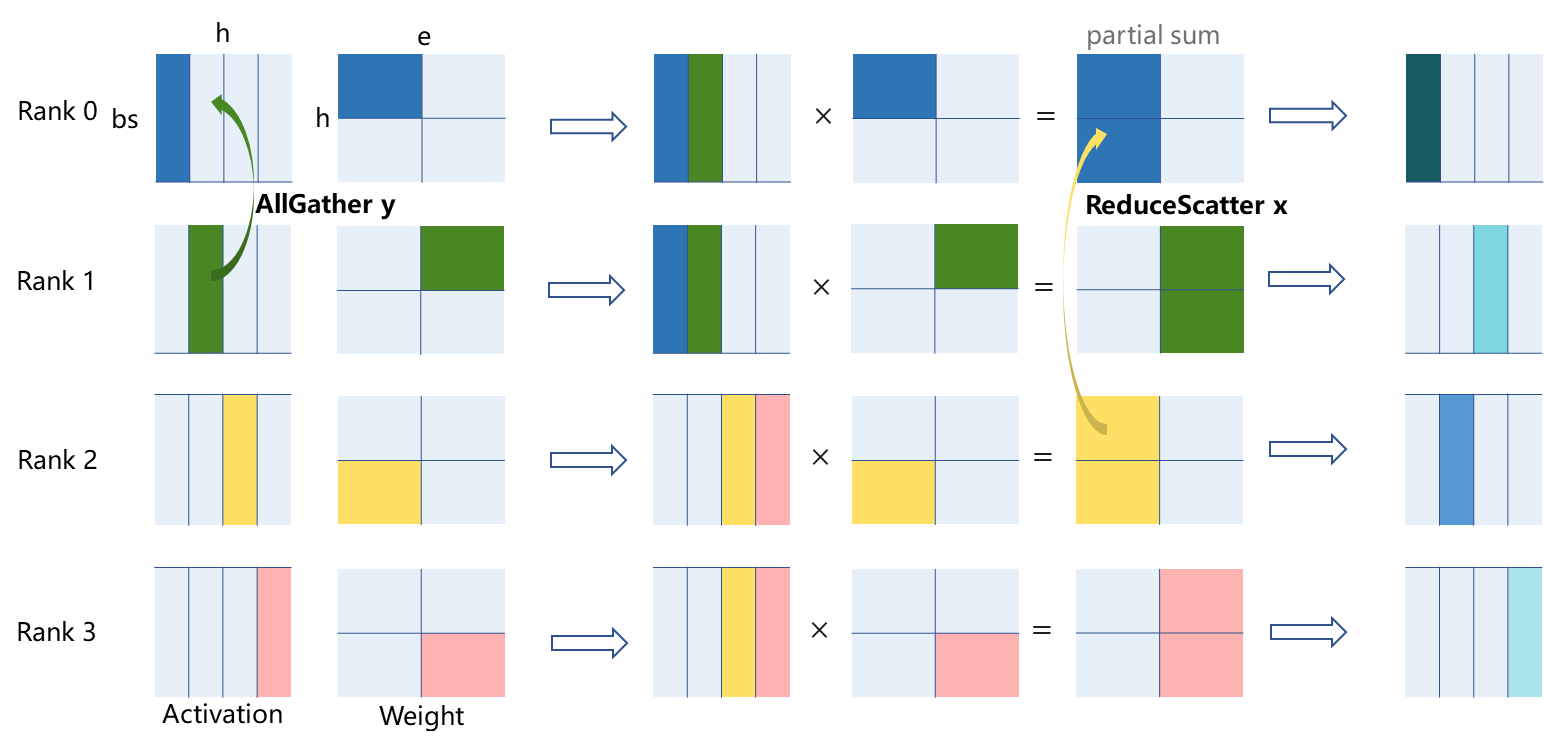 h
e
partial sum
Rank 0
bs
h
×
=
AllGather y
ReduceScatter x
Rank 1
×
=
Rank 2
×
=
Rank 3
×
=
Activation
Weight